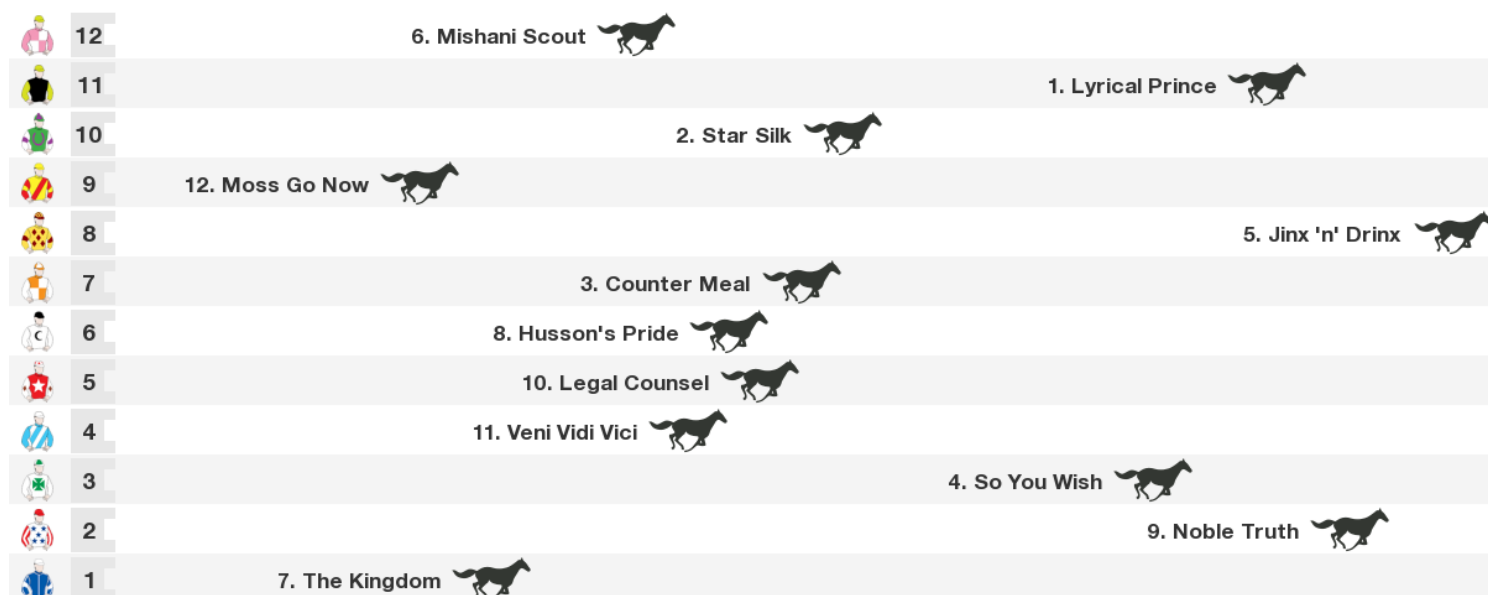 12 6. Mishani Scout
11 1. Lyrical Prince
10 2. Star Silk
9 12. Moss Go Now
8 5. Jinx 'n' Drinx
7 3. Counter Meal
6 8. Husson's Pride
5 10. Legal Counsel
4 11. Veni Vidi Vici
3 4. So You Wish
2 9. Noble Truth
1 7. The Kingdom